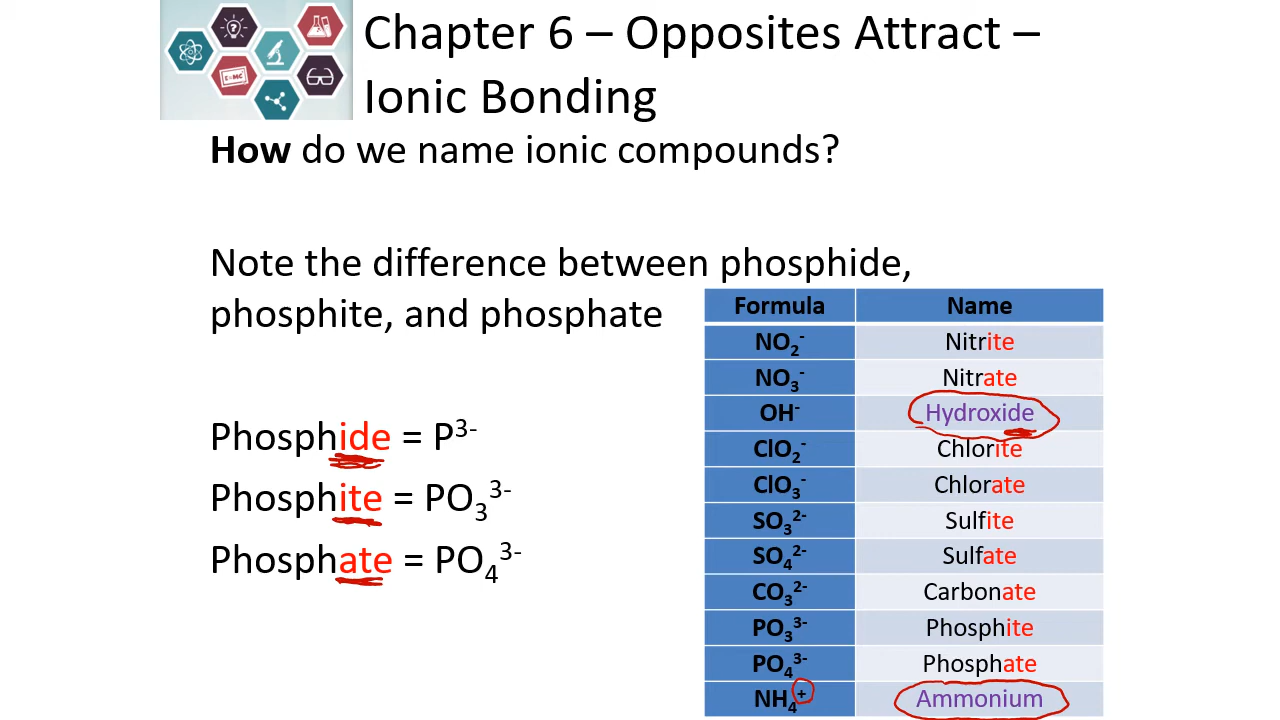 Chapter 6 – Opposites Attract –
Ionic Bonding
E=MC
How do we name ionic compounds?
Note the difference between phosphide,
phosphite, and phosphate
Phosphide = P³⁻
Phosphite = PO₃³⁻
Phosphate = PO₄³⁻
Formula Name
NO₂⁻ Nitrite
NO₃⁻ Nitrate
OH⁻ Hydroxide
ClO₂⁻ Chlorite
ClO₃⁻ Chlorate
SO₃²⁻ Sulfite
SO₄²⁻ Sulfate
CO₃²⁻ Carbonate
PO₃³⁻ Phosphite
PO₄³⁻ Phosphate
NH₄⁺ Ammonium